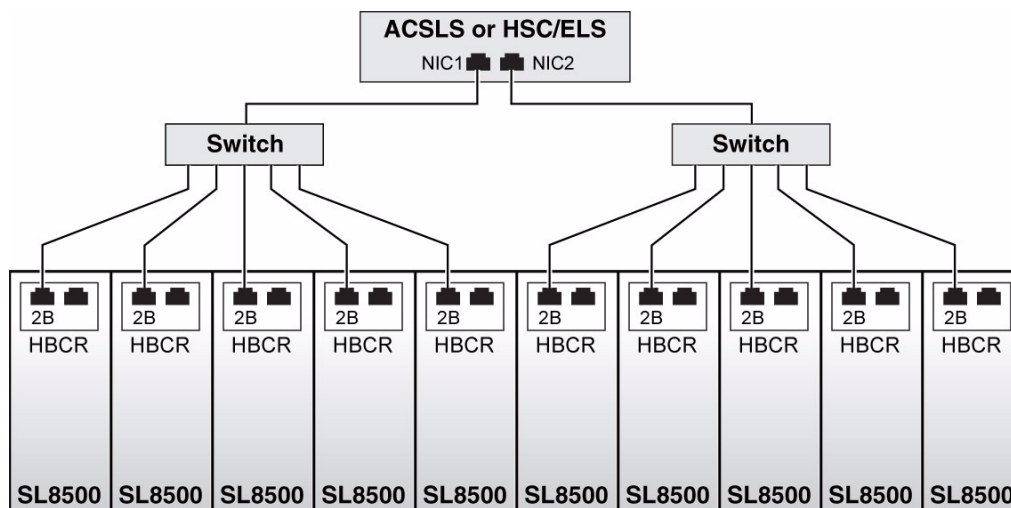 ACSLS or HSC/ELS
NIC1 NIC2
Switch Switch
2B 2B 2B 2B 2B 2B 2B 2B 2B 2B
HBCR HBCR HBCR HBCR HBCR HBCR HBCR HBCR HBCR HBCR
SL8500 SL8500 SL8500 SL8500 SL8500 SL8500 SL8500 SL8500 SL8500 SL8500